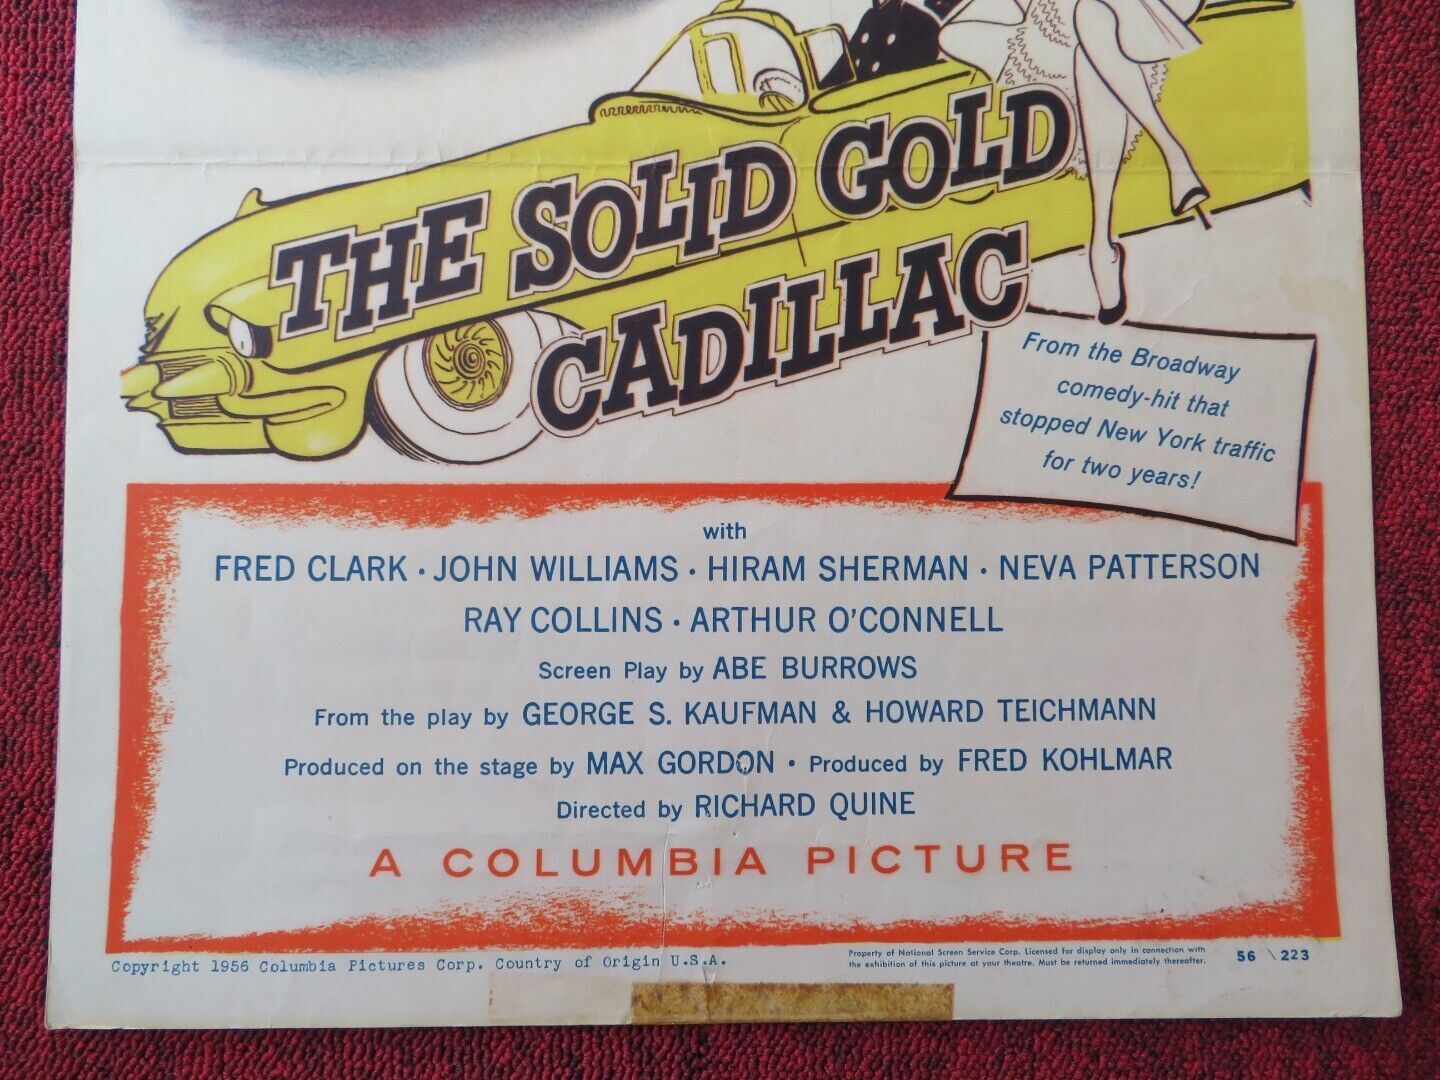 THE SOLID GOLD
CADILLAC
From the Broadway
comedy-hit that
stopped New York traffic
for two years!
with
FRED CLARK · JOHN WILLIAMS · HIRAM SHERMAN · NEVA PATTERSON
RAY COLLINS · ARTHUR O'CONNELL
Screen Play by ABE BURROWS
From the play by GEORGE S. KAUFMAN & HOWARD TEICHMANN
Produced on the stage by MAX GORDON · Produced by FRED KOHLMAR
Directed by RICHARD QUINE
A COLUMBIA PICTURE
Copyright 1956 Columbia Pictures Corp. Country of Origin U.S.A.
Property of National Screen Service Corp. Licensed for display only in connection with
the exhibition of this picture at your theatre. Must be returned immediately thereafter.
56 \ 223